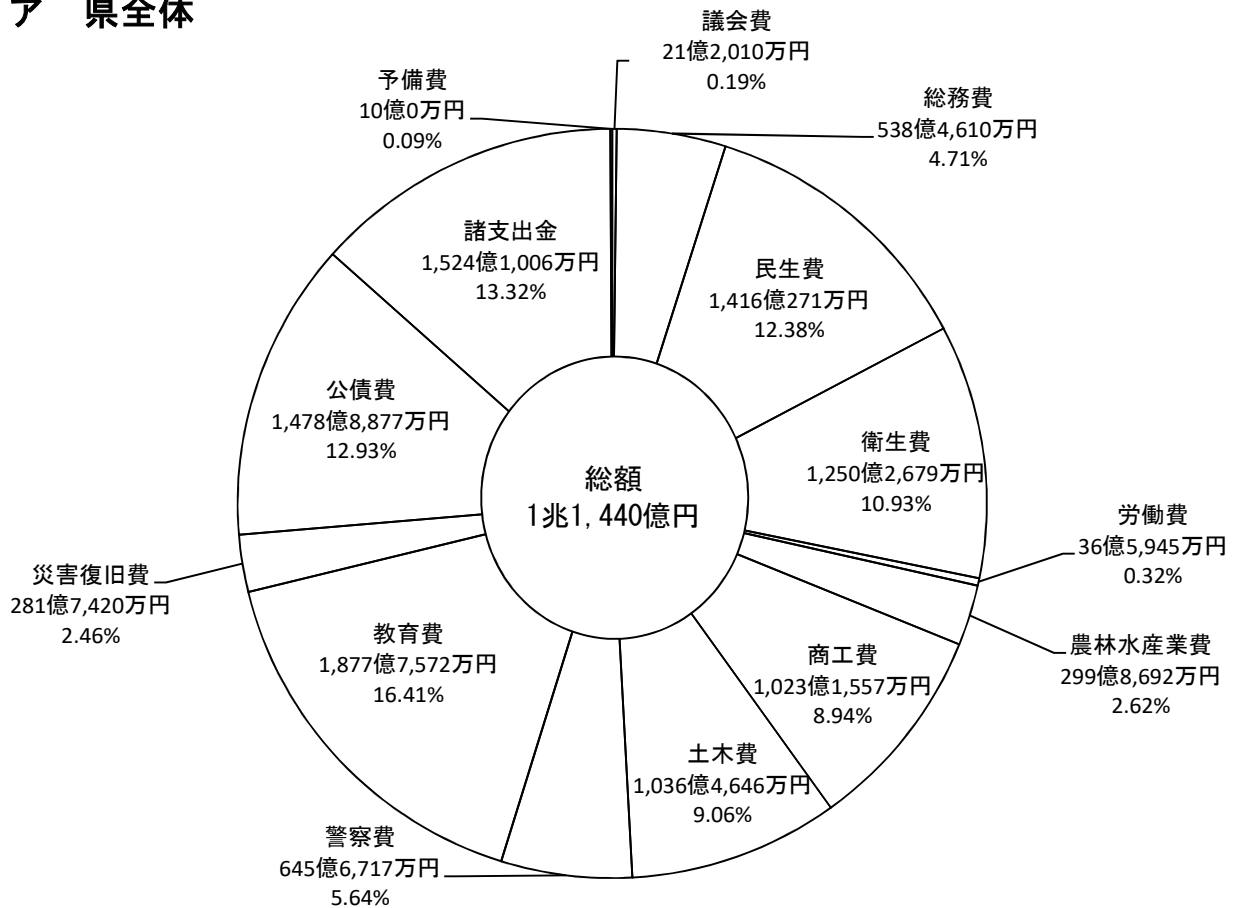 ア 県全体
議会費
21億2,010万円
0.19%
総務費
538億4,610万円
4.71%
民生費
1,416億271万円
12.38%
衛生費
1,250億2,679万円
10.93%
労働費
36億5,945万円
0.32%
農林水産業費
299億8,692万円
2.62%
商工費
1,023億1,557万円
8.94%
土木費
1,036億4,646万円
9.06%
警察費
645億6,717万円
5.64%
教育費
1,877億7,572万円
16.41%
災害復旧費
281億7,420万円
2.46%
公債費
1,478億8,877万円
12.93%
諸支出金
1,524億1,006万円
13.32%
予備費
10億0万円
0.09%
総額
1兆1,440億円